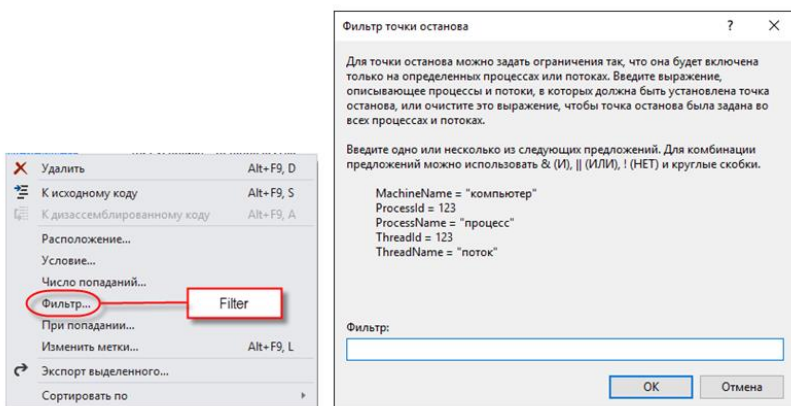 Удалить Alt+F9, D
К исходному коду Alt+F9, S
К дизассемблированному коду Alt+F9, A
Расположение...
Условие...
Число попаданий...
Фильтр...
Filter
При попадании...
Изменить метки... Alt+F9, L
Экспорт выделенного...
Сортировать по
Фильтр точки останова ? ×
Для точки останова можно задать ограничения так, что она будет включена
только на определенных процессах или потоках. Введите выражение,
описывающее процессы и потоки, в которых должна быть установлена точка
останова, или очистите это выражение, чтобы точка останова была задана во
всех процессах и потоках.
Введите одно или несколько из следующих предложений. Для комбинации
предложений можно использовать & (И), || (ИЛИ), ! (НЕТ) и круглые скобки.
MachineName = "компьютер"
ProcessId = 123
ProcessName = "процесс"
ThreadId = 123
ThreadName = "поток"
Фильтр:
OK Отмена